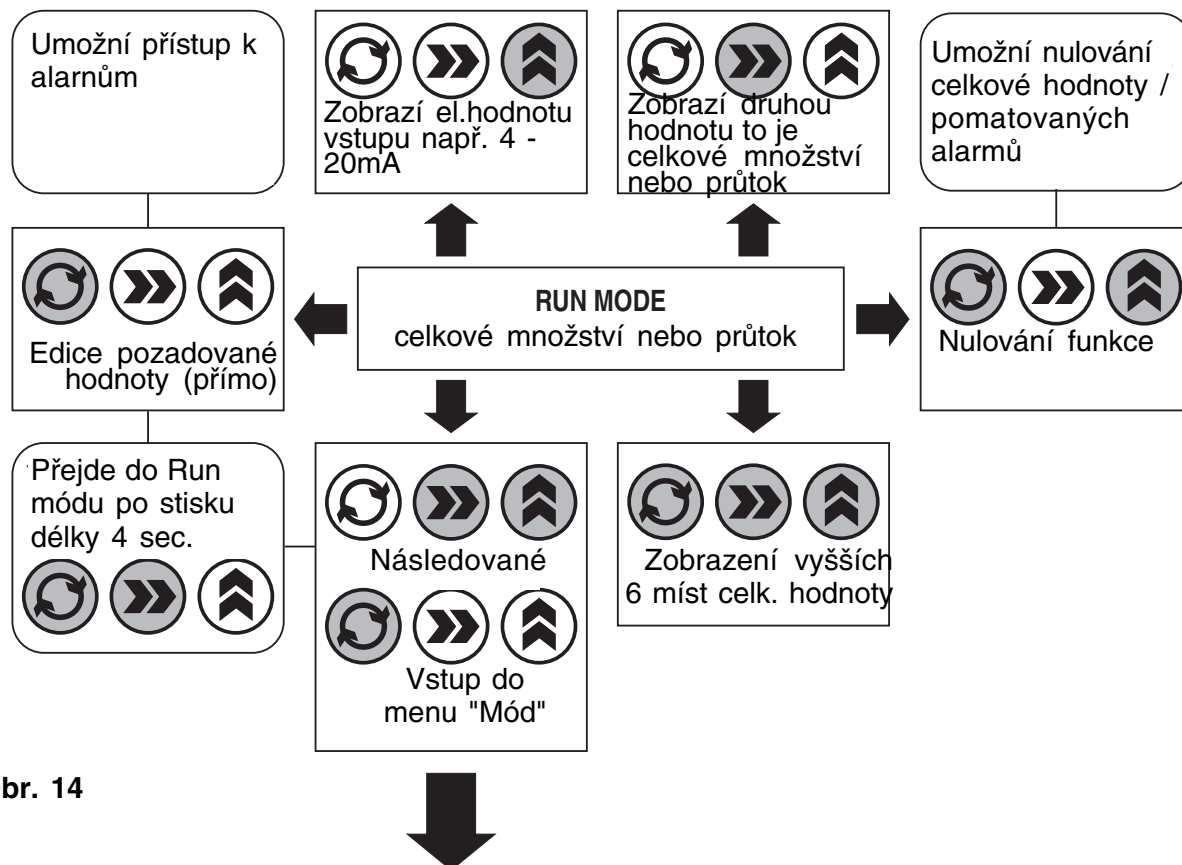 Umožní přístup k
alarnům
Zobrazí el.hodnotu
vstupu např. 4 -
20mA
Zobrazí druhou
hodnotu to je
celkové množství
nebo průtok
Umožní nulování
celkové hodnoty /
pomatovaných
alarmů
Edice pozadované
hodnoty (přímo)
RUN MODE
celkové množství nebo průtok
Nulování funkce
Přejde do Run
módu po stisku
délky 4 sec.
Následované
Vstup do
menu "Mód"
Zobrazení vyšších
6 míst celk. hodnoty
br. 14